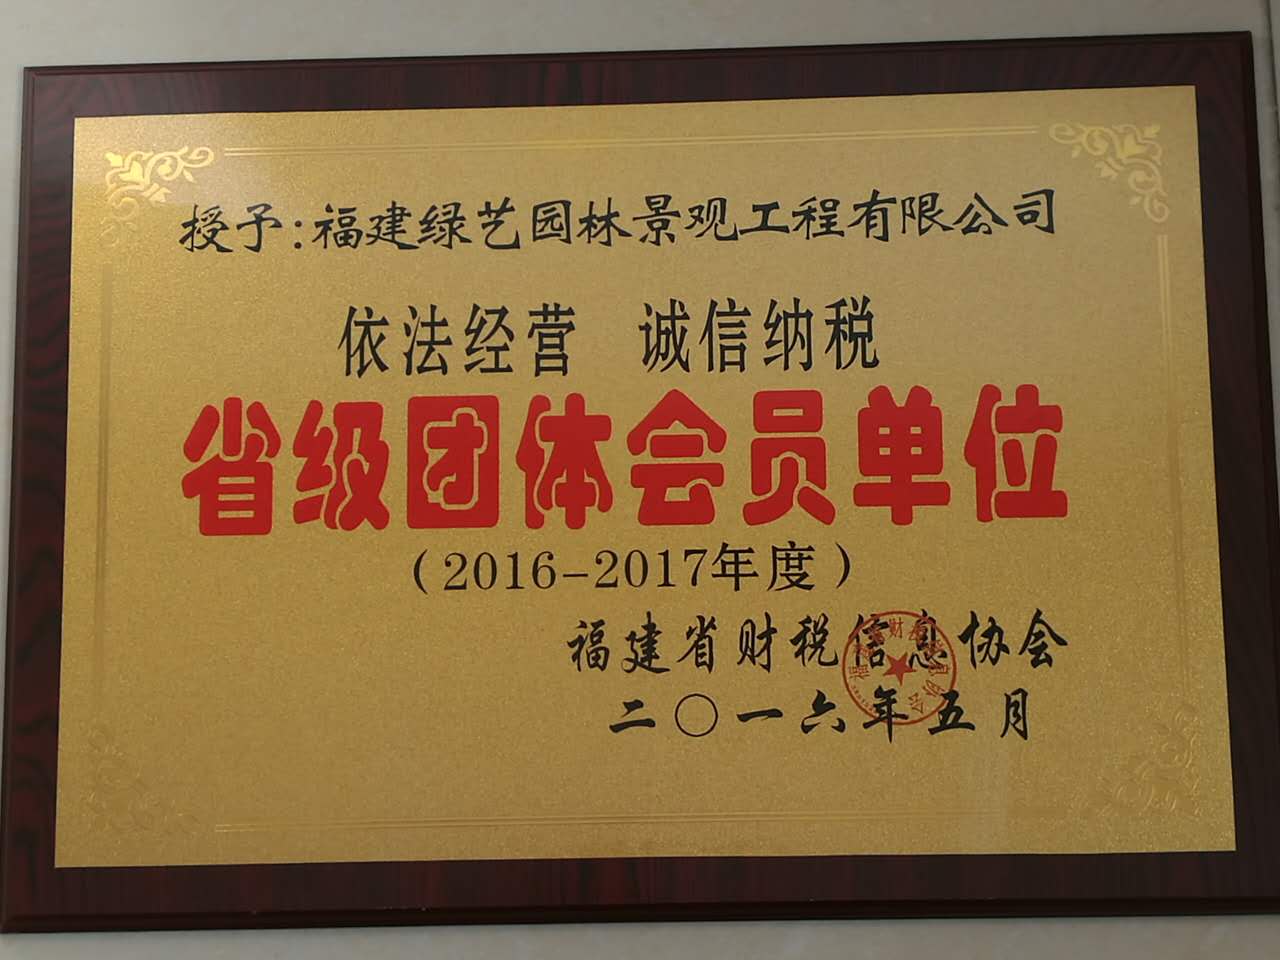 授予:福建绿艺园林景观工程有限公司
依法经营 诚信纳税
省级团体会员单位
(2016-2017年度)
福建省财税信息协会
二〇一六年五月